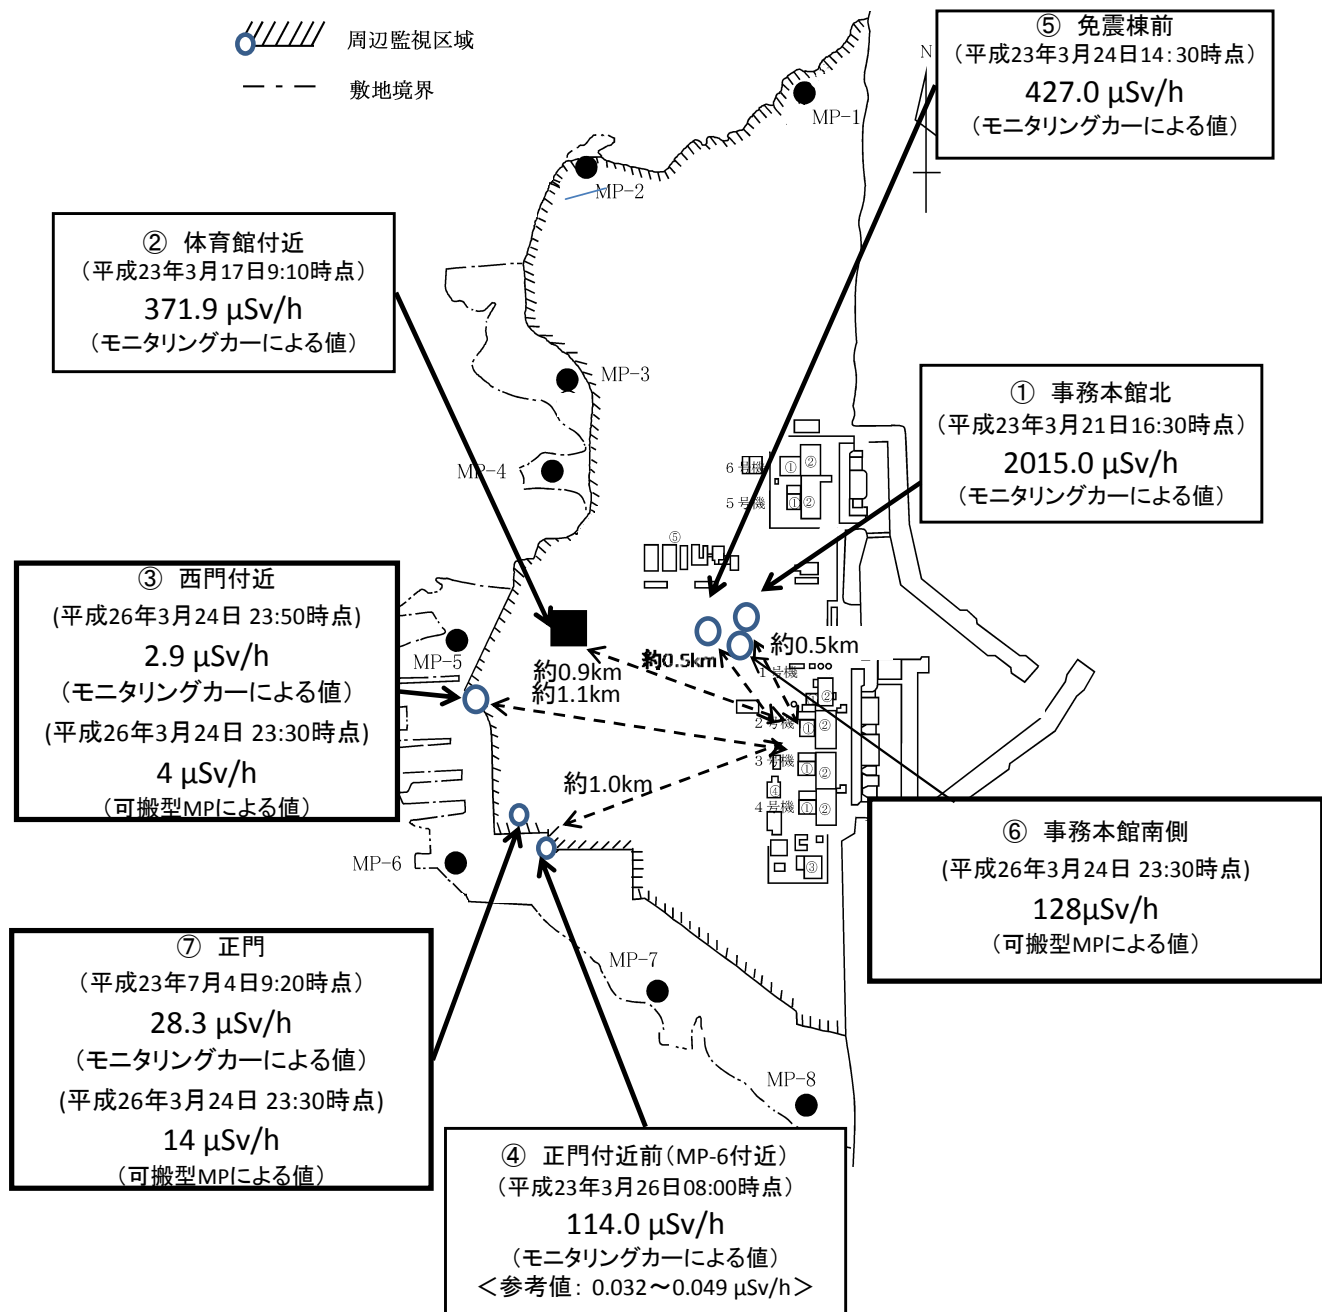 周辺監視区域
敷地境界
⑤ 免震棟前
(平成23年3月24日14:30時点)
427.0 μSv/h
(モニタリングカーによる値)
N
MP-1
MP-2
② 体育館付近
(平成23年3月17日9:10時点)
371.9 μSv/h
(モニタリングカーによる値)
MP-3
① 事務本館北
(平成23年3月21日16:30時点)
2015.0 μSv/h
(モニタリングカーによる値)
MP-4
6号機
① ②
5号機
① ②
⑤
③ 西門付近
(平成26年3月24日 23:50時点)
2.9 μSv/h
(モニタリングカーによる値)
(平成26年3月24日 23:30時点)
4 μSv/h
(可搬型MPによる値)
MP-5
約0.9km
約1.1km
約0.5km
約0.5km
1号機
②
2号機
① ②
3号機
① ②
④
4号機
① ②
③
約1.0km
MP-6
⑥ 事務本館南側
(平成26年3月24日 23:30時点)
128μSv/h
(可搬型MPによる値)
⑦ 正門
(平成23年7月4日9:20時点)
28.3 μSv/h
(モニタリングカーによる値)
(平成26年3月24日 23:30時点)
14 μSv/h
(可搬型MPによる値)
MP-7
MP-8
④ 正門付近前(MP-6付近)
(平成23年3月26日08:00時点)
114.0 μSv/h
(モニタリングカーによる値)
<参考値: 0.032～0.049 μSv/h>